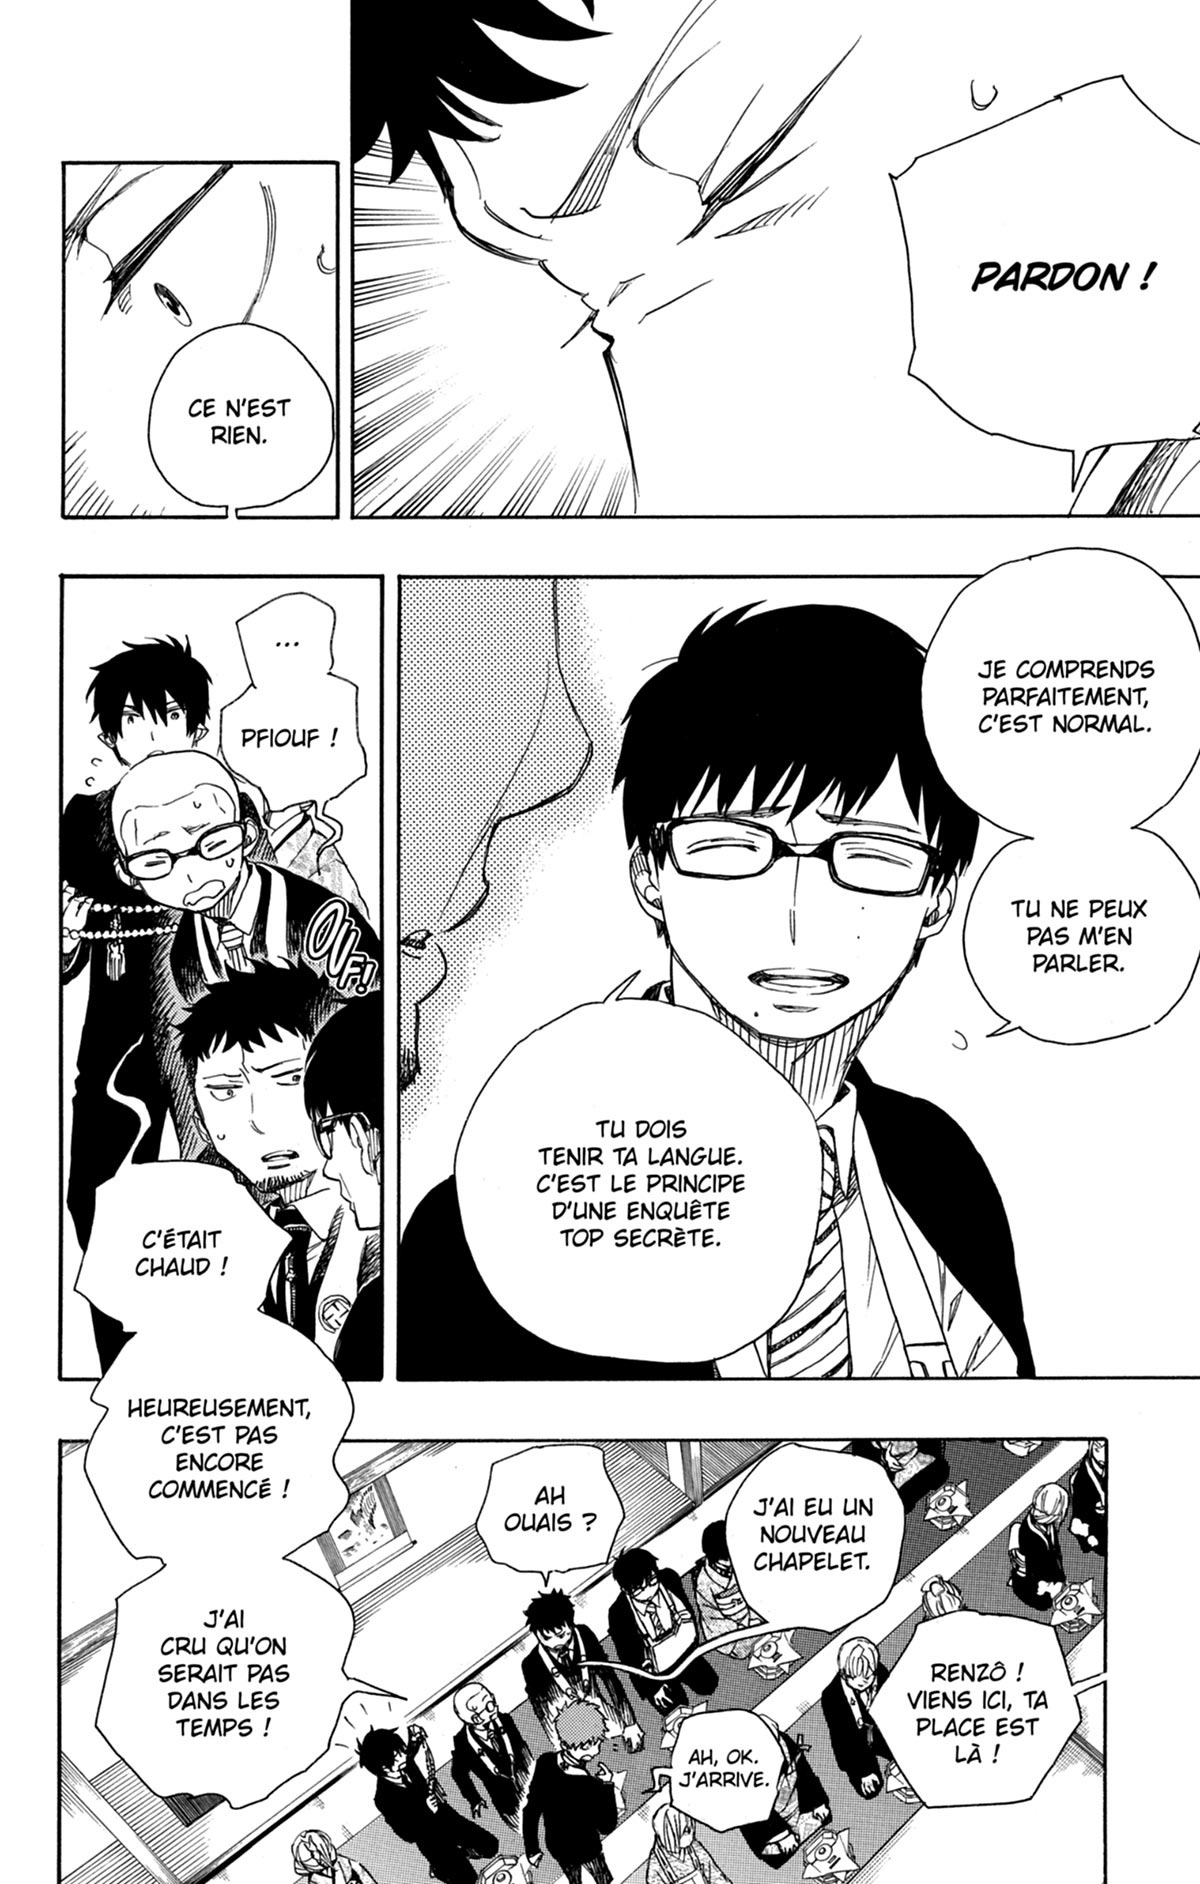 PARDON !
CE N'EST
RIEN.
JE COMPRENDS
PARFAITEMENT,
C'EST NORMAL.
TU NE PEUX
PAS M'EN
PARLER.
TU DOIS
TENIR TA LANGUE.
C'EST LE PRINCIPE
D'UNE ENQUÊTE
TOP SECRÈTE.
...
PFIOUF !
OUF!
C'ÉTAIT
CHAUD !
HEUREUSEMENT,
C'EST PAS
ENCORE
COMMENCÉ !
J'AI
CRU QU'ON
SERAIT PAS
DANS LES
TEMPS !
J'AI EU UN
NOUVEAU
CHAPELET.
AH
OUAIS ?
RENZÔ !
VIENS ICI, TA
PLACE EST
LÀ !
AH, OK.
J'ARRIVE.